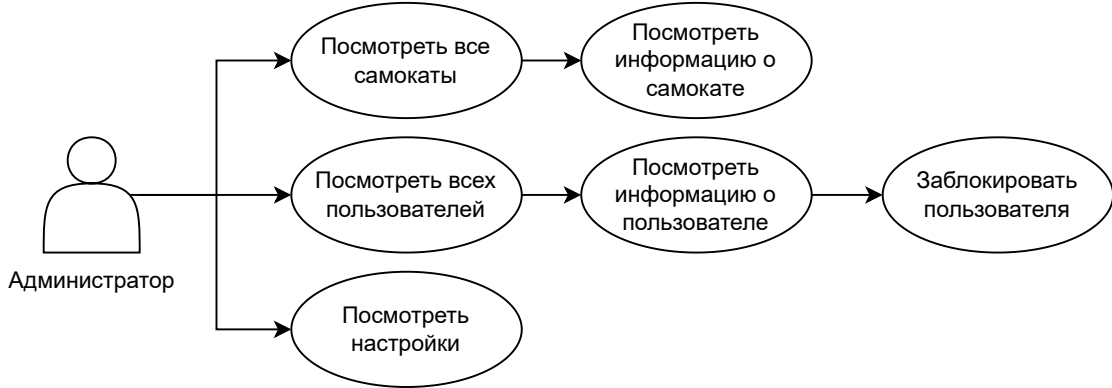 Посмотреть все
самокаты
Посмотреть
информацию о
самокате
Администратор
Посмотреть всех
пользователей
Посмотреть
информацию о
пользователе
Заблокировать
пользователя
Посмотреть
настройки